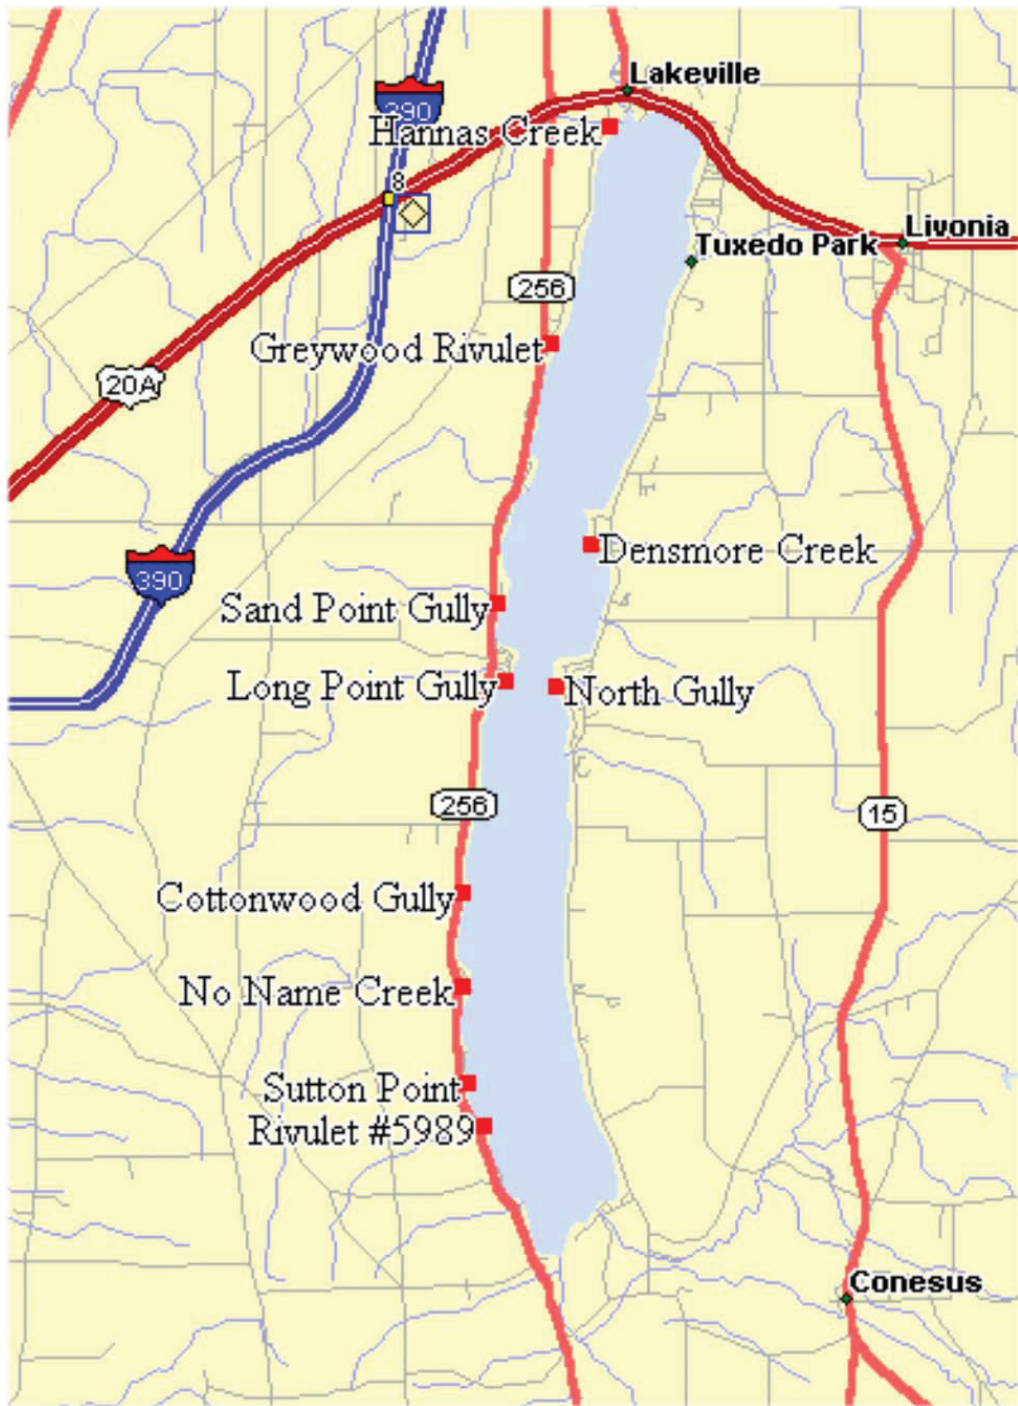 Lakeville
390
Hannas Creek
8
Livonia
Tuxedo Park
256
Greywood Rivulet
20A
Densmore Creek
390
Sand Point Gully
Long Point Gully
North Gully
256
15
Cottonwood Gully
No Name Creek
Sutton Point
Rivulet #5989
Conesus